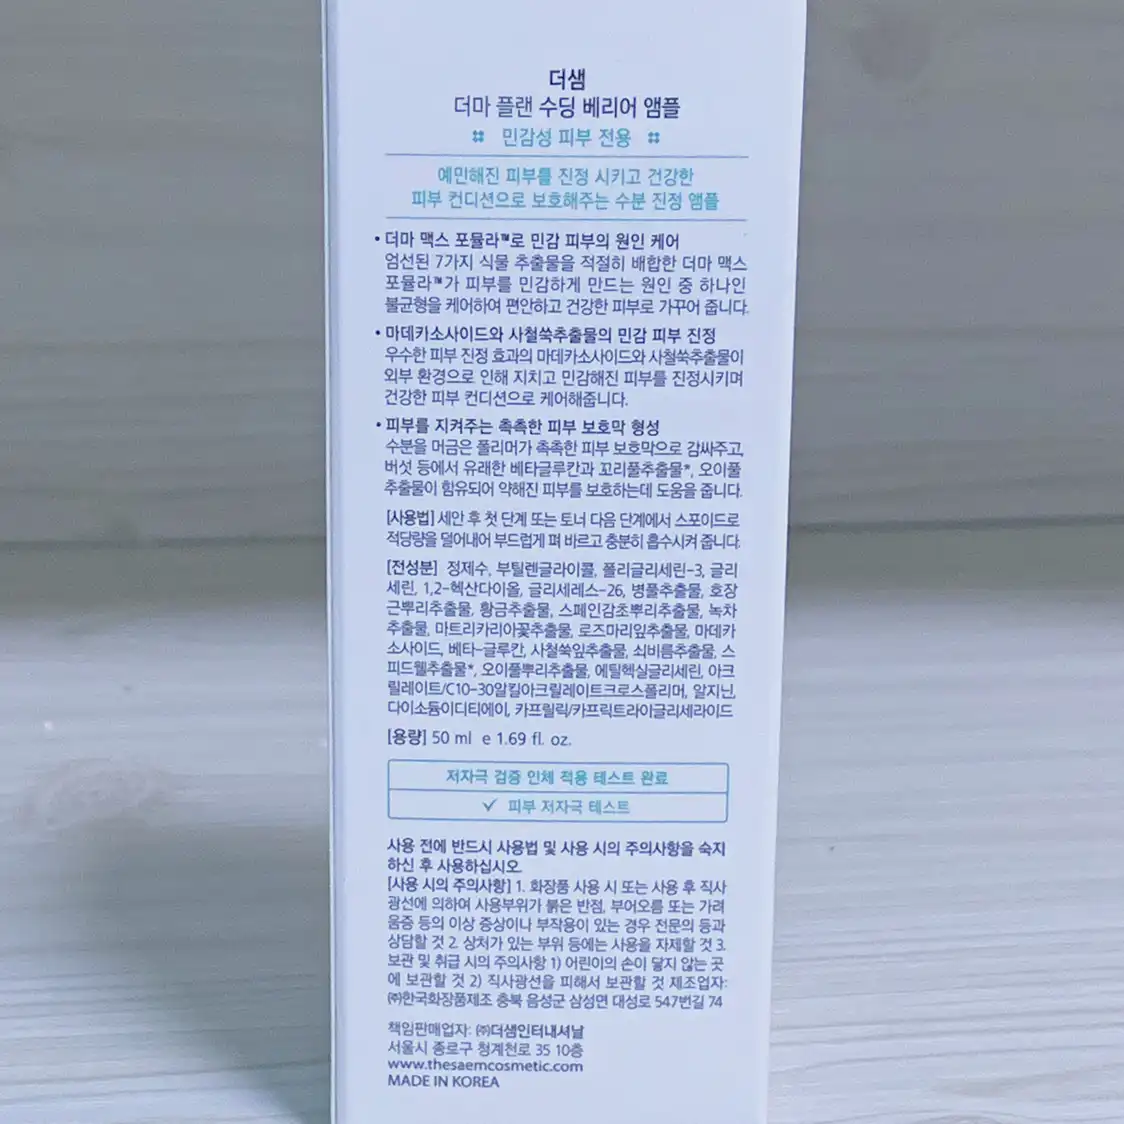 더샘
더마 플랜 수딩 베리어 앰플
민감성 피부 전용
예민해진 피부를 진정 시키고 건강한
피부 컨디션으로 보호해주는 수분 진정 앰플
• 더마 맥스 포뮬라™로 민감 피부의 원인 케어
엄선된 7가지 식물 추출물을 적절히 배합한 더마 맥스
포뮬라™가 피부를 민감하게 만드는 원인 중 하나인
불균형을 케어하여 편안하고 건강한 피부로 가꾸어 줍니다.
• 마데카소사이드와 사철쑥추출물의 민감 피부 진정
우수한 피부 진정 효과의 마데카소사이드와 사철쑥추출물이
외부 환경으로 인해 지치고 민감해진 피부를 진정시키며
건강한 피부 컨디션으로 케어해줍니다.
• 피부를 지켜주는 촉촉한 피부 보호막 형성
수분을 머금은 폴리머가 촉촉한 피부 보호막으로 감싸주고,
버섯 등에서 유래한 베타글루칸과 꼬리풀추출물*, 오이풀
추출물이 함유되어 약해진 피부를 보호하는데 도움을 줍니다.
[사용법] 세안 후 첫 단계 또는 토너 다음 단계에서 스포이드로
적당량을 덜어내어 부드럽게 펴 바르고 충분히 흡수시켜 줍니다.
[전성분] 정제수, 부틸렌글라이콜, 폴리글리세린-3, 글리
세린, 1,2-헥산다이올, 글리세레스-26, 병풀추출물, 호장
근뿌리추출물, 황금추출물, 스페인감초뿌리추출물, 녹차
추출물, 마트리카리아꽃추출물, 로즈마리잎추출물, 마데카
소사이드, 베타-글루칸, 사철쑥잎추출물, 쇠비름추출물, 스
피드웰추출물*, 오이풀뿌리추출물, 에틸헥실글리세린, 아크
릴레이트/C10-30알킬아크릴레이트크로스폴리머, 알지닌,
다이소듐이디티에이, 카프릴릭/카프릭트라이글리세라이드
[용량] 50 ml e 1.69 fl. oz.
저자극 검증 인체 적용 테스트 완료
✓ 피부 저자극 테스트
사용 전에 반드시 사용법 및 사용 시의 주의사항을 숙지
하신 후 사용하십시오.
[사용 시의 주의사항] 1. 화장품 사용 시 또는 사용 후 직사
광선에 의하여 사용부위가 붉은 반점, 부어오름 또는 가려
움증 등의 이상 증상이나 부작용이 있는 경우 전문의 등과
상담할 것 2. 상처가 있는 부위 등에는 사용을 자제할 것 3.
보관 및 취급 시의 주의사항 1) 어린이의 손이 닿지 않는 곳
에 보관할 것 2) 직사광선을 피해서 보관할 것 제조업자:
㈜한국화장품제조 충북 음성군 삼성면 대성로 547번길 74
책임판매업자: ㈜더샘인터내셔날
서울시 종로구 청계천로 35 10층
www.thesaemcosmetic.com
MADE IN KOREA